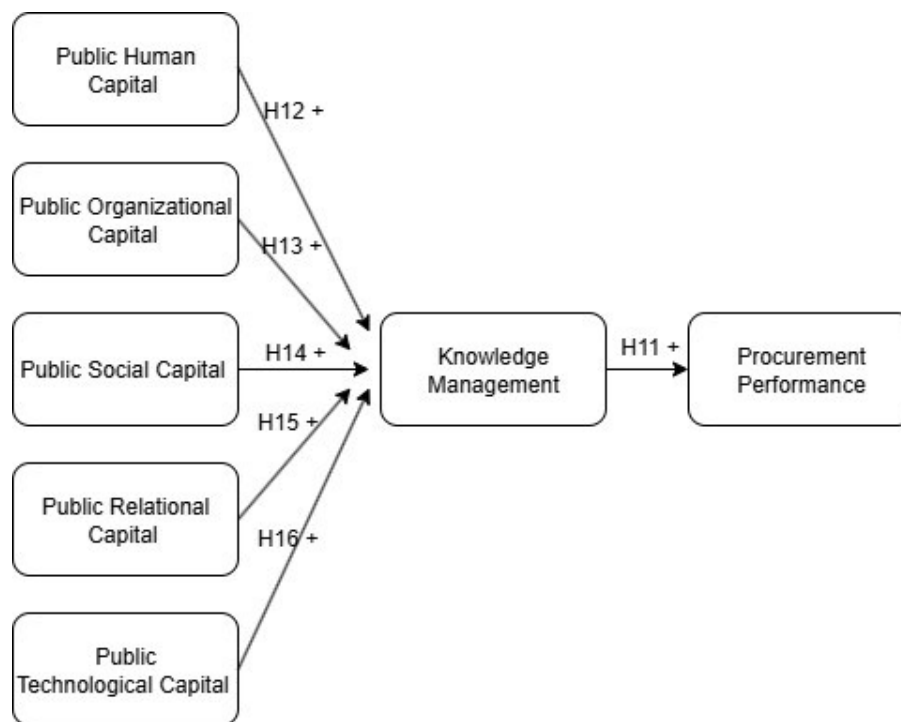 Public Human
Capital
H12 +
Public Organizational
Capital
H13 +
Public Social Capital
H14 +
Knowledge
Management
H11 +
Procurement
Performance
H15 +
Public Relational
Capital
H16 +
Public
Technological Capital